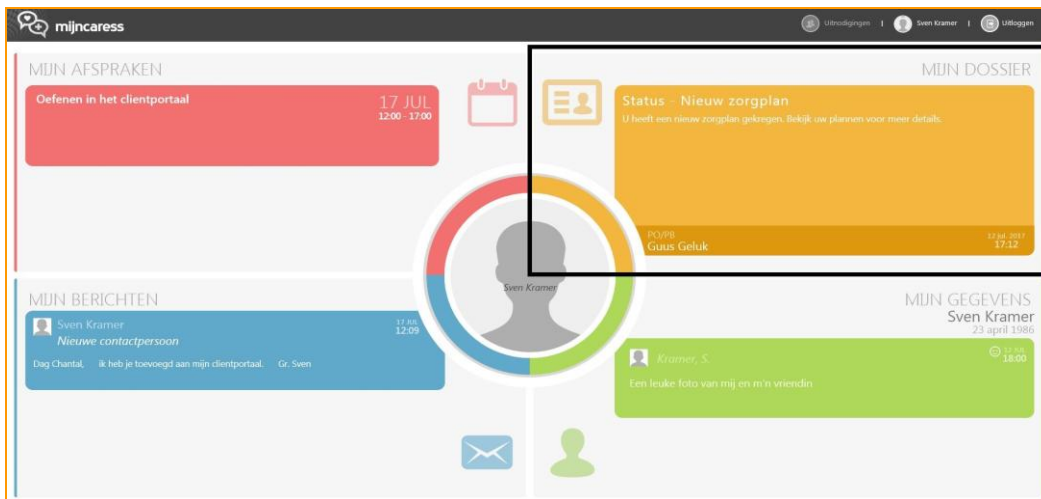 mijncaress
Uitnodigingen | Sven Kramer | Uitloggen
MIJN AFSPRAKEN
Oefenen in het clientportaal
17 JUL
12:00 - 17:00
MIJN DOSSIER
Status - Nieuw zorgplan
U heeft een nieuw zorgplan gekregen. Bekijk uw plannen voor meer details.
PO/PB
Guus Geluk
12 jul. 2017
17:12
Sven Kramer
MIJN BERICHTEN
Sven Kramer
17 JUL
12:09
Nieuwe contactpersoon
Dag Chantal, ik heb je toevoegd aan mijn clientportaal. Gr. Sven
MIJN GEGEVENS
Sven Kramer
23 april 1986
Kramer, S.
12 JUL
18:00
Een leuke foto van mij en m'n vriendin